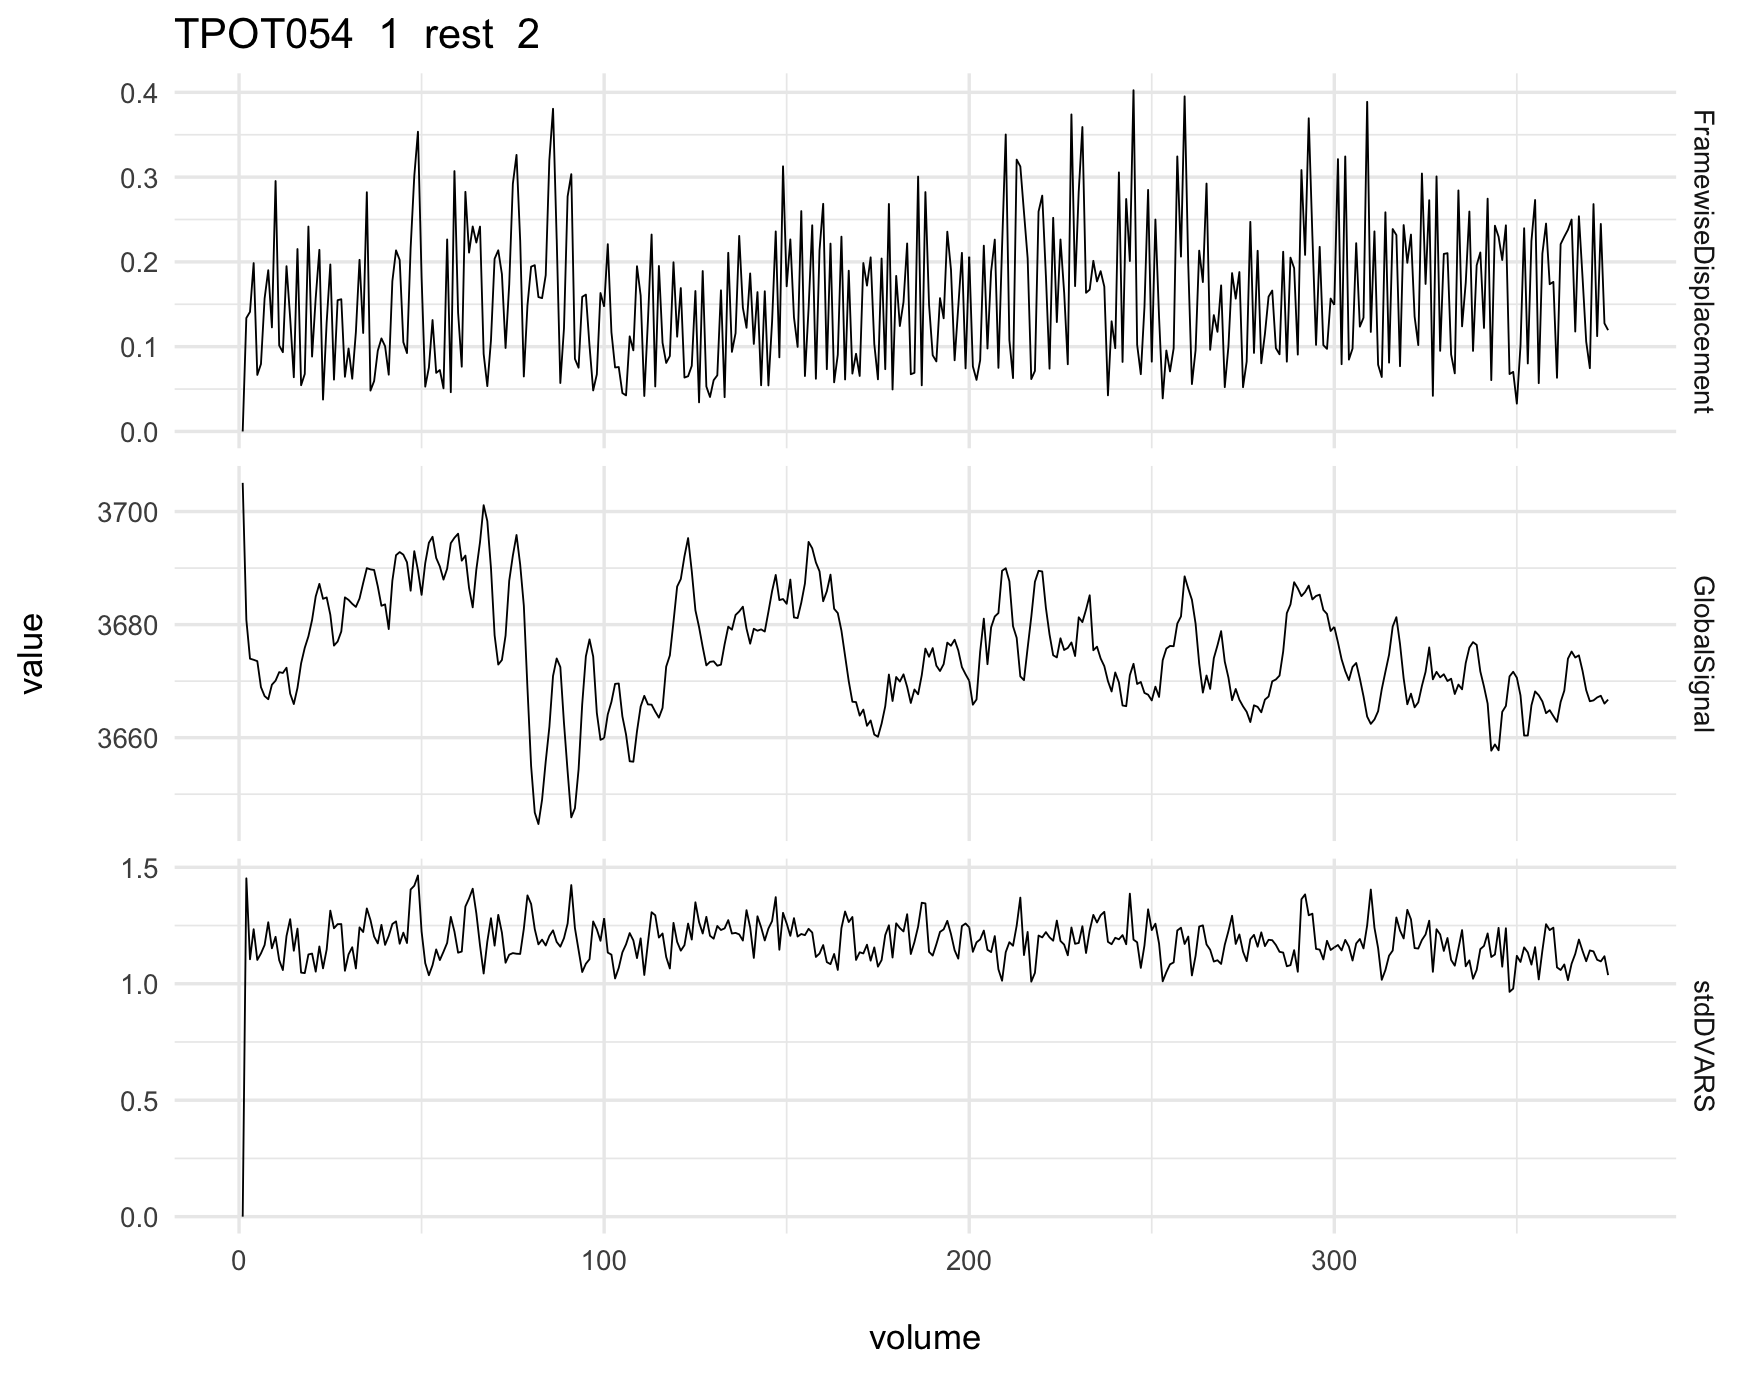 TPOT054 1 rest 2
0.4
0.3
0.2
0.1
0.0
FramewiseDisplacement
3700
3680
3660
GlobalSignal
value
1.5
1.0
0.5
0.0
stdDVARS
0 100 200 300
volume